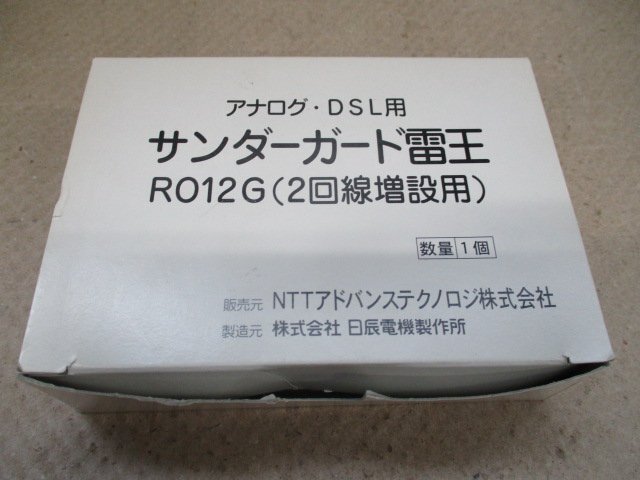 アナログ・DSL用
サンダーガード雷王
RO12G(2回線増設用)
数量 1個
販売元 NTTアドバンステクノロジ株式会社
製造元 株式会社 日辰電機製作所